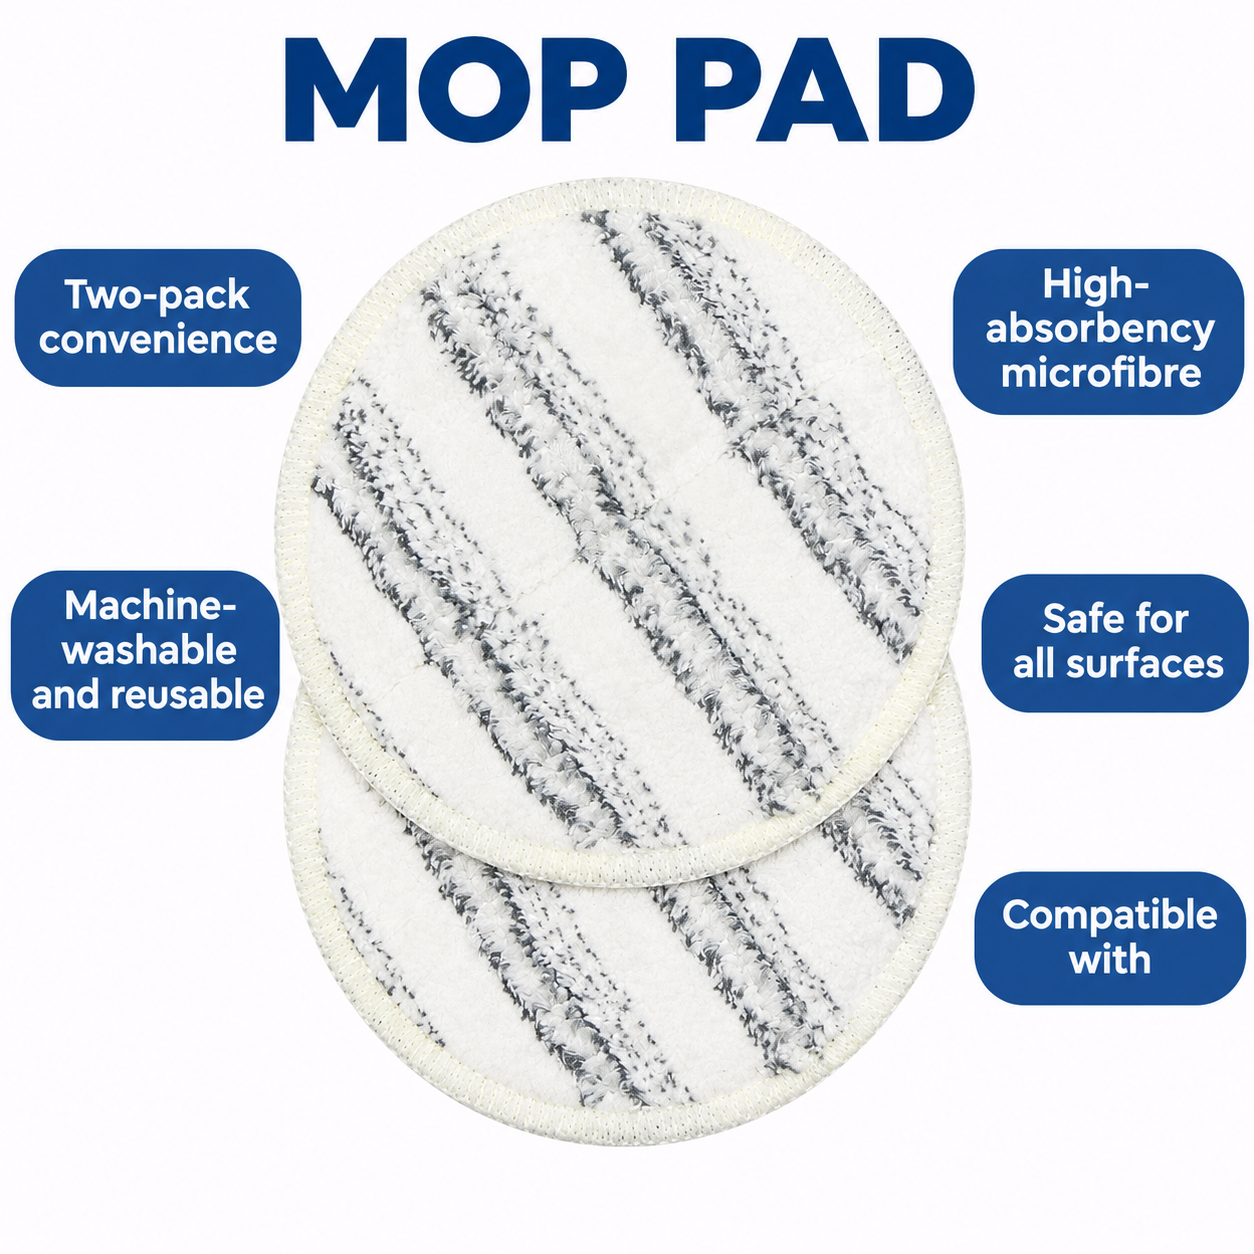 MOP PAD
Two-pack
convenience
High-
absorbency
microfibre
Machine-
washable
and reusable
Safe for
all surfaces
Compatible
with